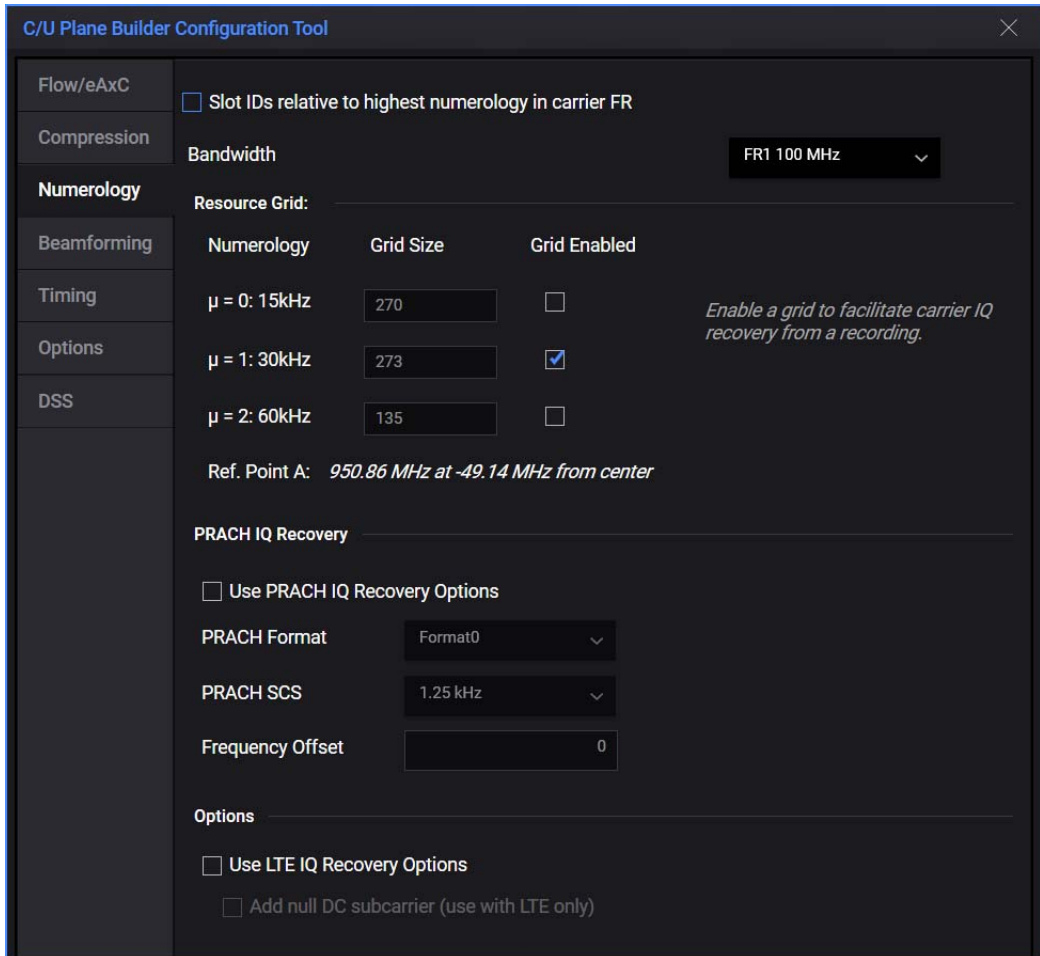 C/U Plane Builder Configuration Tool
Flow/eAxC
Compression
Numerology
Beamforming
Timing
Options
DSS
Slot IDs relative to highest numerology in carrier FR
Bandwidth FR1 100 MHz
Resource Grid:
Numerology Grid Size Grid Enabled
μ = 0: 15kHz 270
μ = 1: 30kHz 273
μ = 2: 60kHz 135
Enable a grid to facilitate carrier IQ
recovery from a recording.
Ref. Point A: 950.86 MHz at -49.14 MHz from center
PRACH IQ Recovery
Use PRACH IQ Recovery Options
PRACH Format Format0
PRACH SCS 1.25 kHz
Frequency Offset 0
Options
Use LTE IQ Recovery Options
Add null DC subcarrier (use with LTE only)